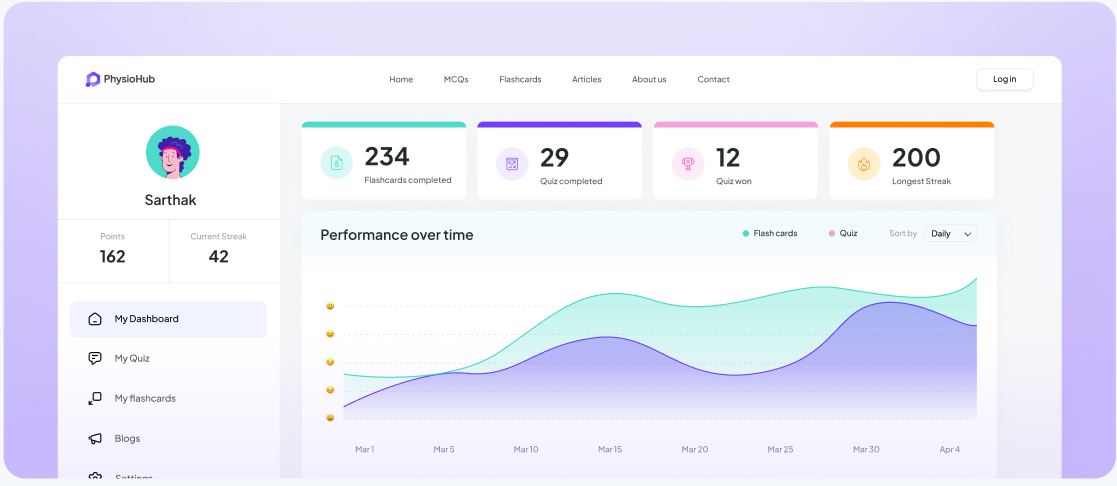 PhysioHub
Home MCQs Flashcards Articles About us Contact
Log in
Sarthak
Points
162
Current Streak
42
My Dashboard
My Quiz
My flashcards
Blogs
Settings
234
Flashcards completed
29
Quiz completed
12
Quiz won
200
Longest Streak
Performance over time
Flash cards
Quiz
Sort by
Daily
Mar 1 Mar 5 Mar 10 Mar 15 Mar 20 Mar 25 Mar 30 Apr 4